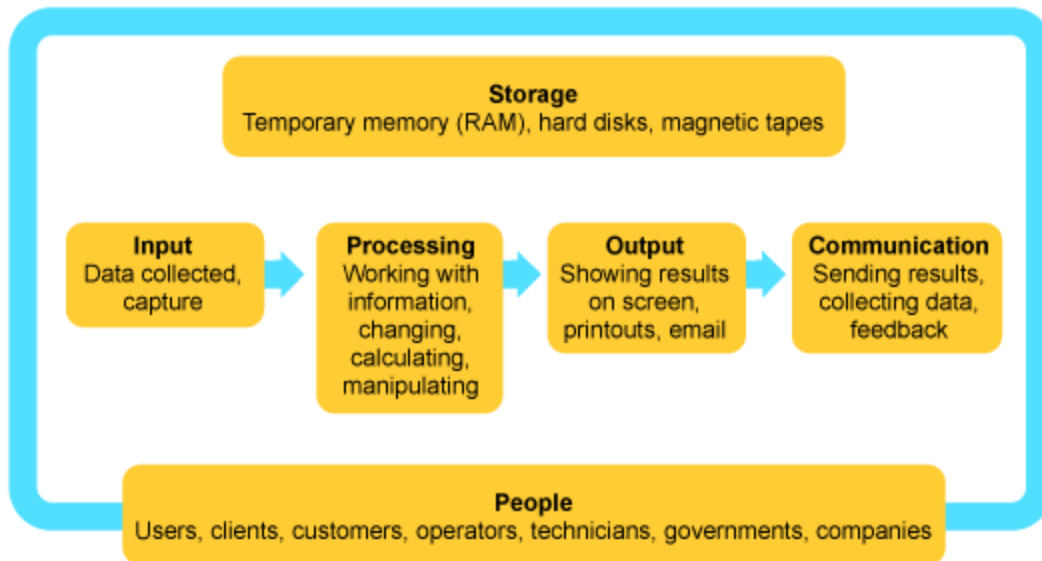 Storage
Temporary memory (RAM), hard disks, magnetic tapes
Input
Data collected,
capture
Processing
Working with
information,
changing,
calculating,
manipulating
Output
Showing results
on screen,
printouts, email
Communication
Sending results,
collecting data,
feedback
People
Users, clients, customers, operators, technicians, governments, companies